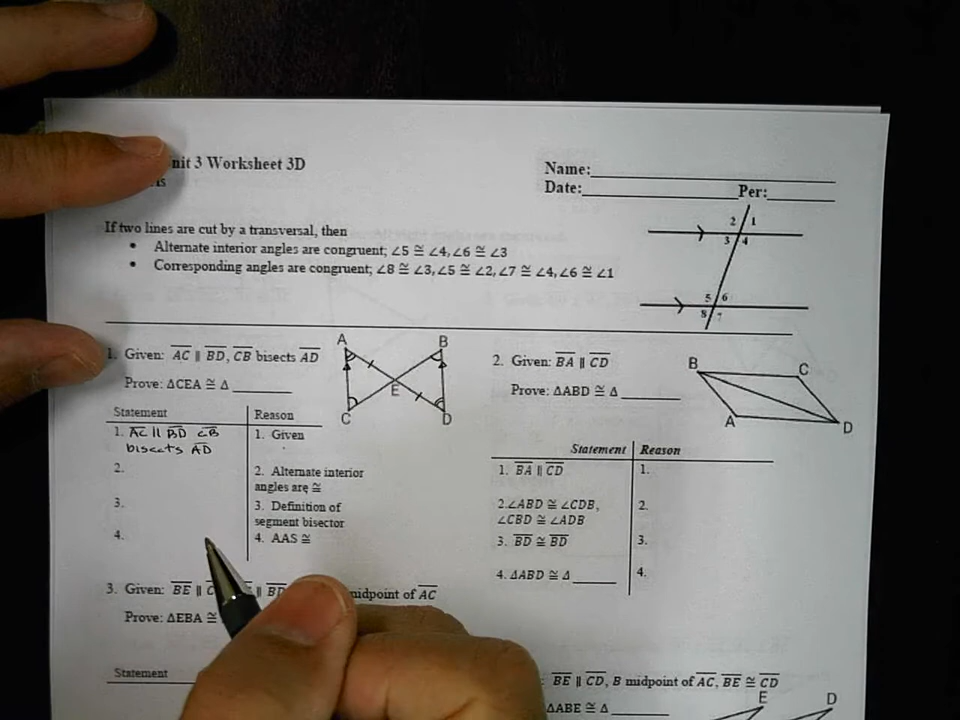 nit 3 Worksheet 3D
Name:
Date: Per:
If two lines are cut by a transversal, then
• Alternate interior angles are congruent; ∠5 ≅ ∠4, ∠6 ≅ ∠3
• Corresponding angles are congruent; ∠8 ≅ ∠3, ∠5 ≅ ∠2, ∠7 ≅ ∠4, ∠6 ≅ ∠1
2 1
3 4
5 6
8 7
1. Given: AC ∥ BD, CB bisects AD
Prove: ΔCEA ≅ Δ
A B
E
C D
Statement Reason
1. AC ∥ BD CB bisects AD
1. Given
2.
2. Alternate interior angles are ≅
3.
3. Definition of segment bisector
4.
4. AAS ≅
2. Given: BA ∥ CD
Prove: ΔABD ≅ Δ
B C
A D
Statement Reason
1. BA ∥ CD 1.
2. ∠ABD ≅ ∠CDB, ∠CBD ≅ ∠ADB 2.
3. BD ≅ BD 3.
4. ΔABD ≅ Δ 4.
3. Given: BE ∥ ∥ BD midpoint of AC
Prove: ΔEBA ≅
Statement
BE ∥ CD, B midpoint of AC, BE ≅ CD
ΔABE ≅ Δ
E D